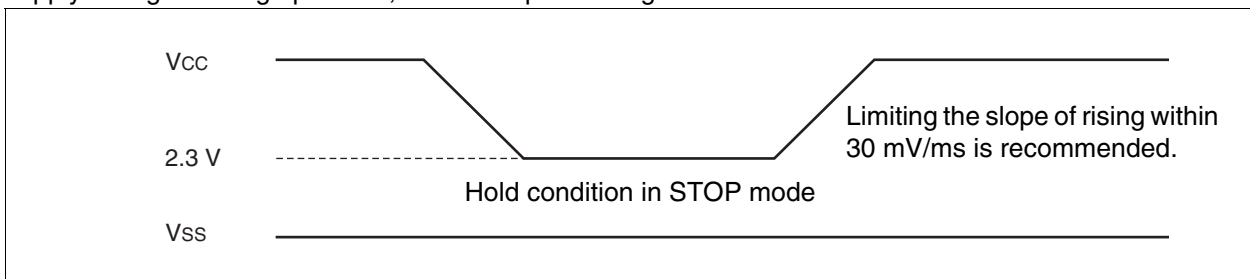 Vcc
Limiting the slope of rising within
30 mV/ms is recommended.
2.3 V
Hold condition in STOP mode
Vss